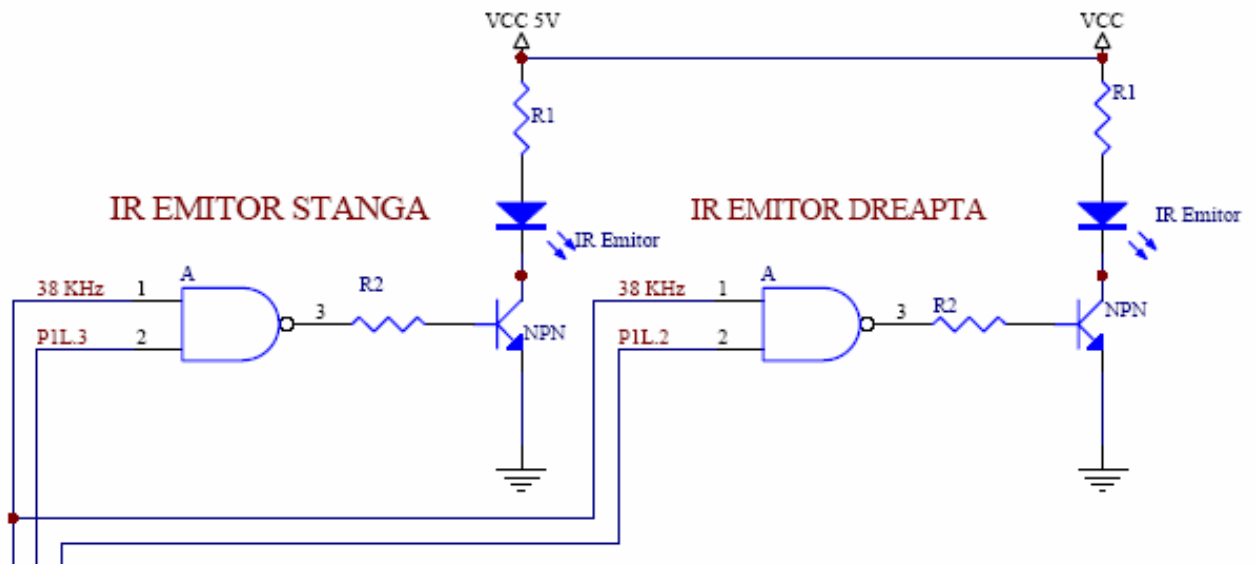 VCC 5V
VCC
R1
R1
IR EMITOR STANGA
IR EMITOR DREAPTA
IR Emitor
IR Emitor
38 KHz
1
A
R2
3
NPN
P1L.3
2
38 KHz
1
A
R2
3
NPN
P1L.2
2